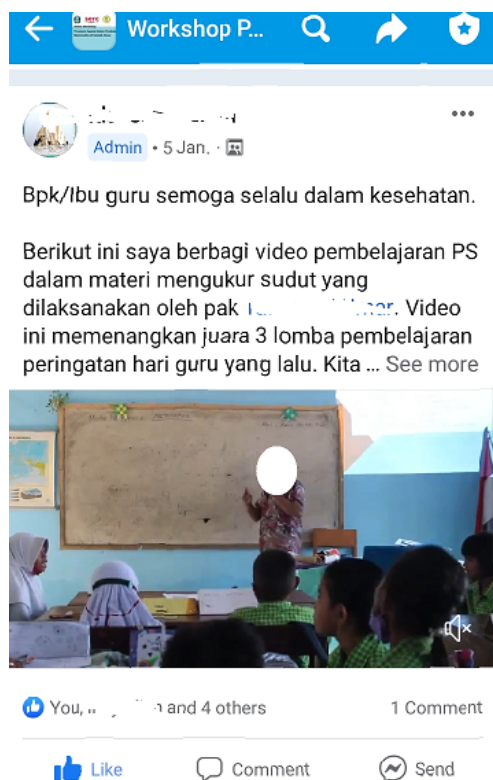 Workshop P...
Admin • 5 Jan. •
Bpk/Ibu guru semoga selalu dalam kesehatan.
Berikut ini saya berbagi video pembelajaran PS
dalam materi mengukur sudut yang
dilaksanakan oleh pak . Video
ini memenangkan juara 3 lomba pembelajaran
peringatan hari guru yang lalu. Kita ... See more
You, and 4 others
1 Comment
Like
Comment
Send